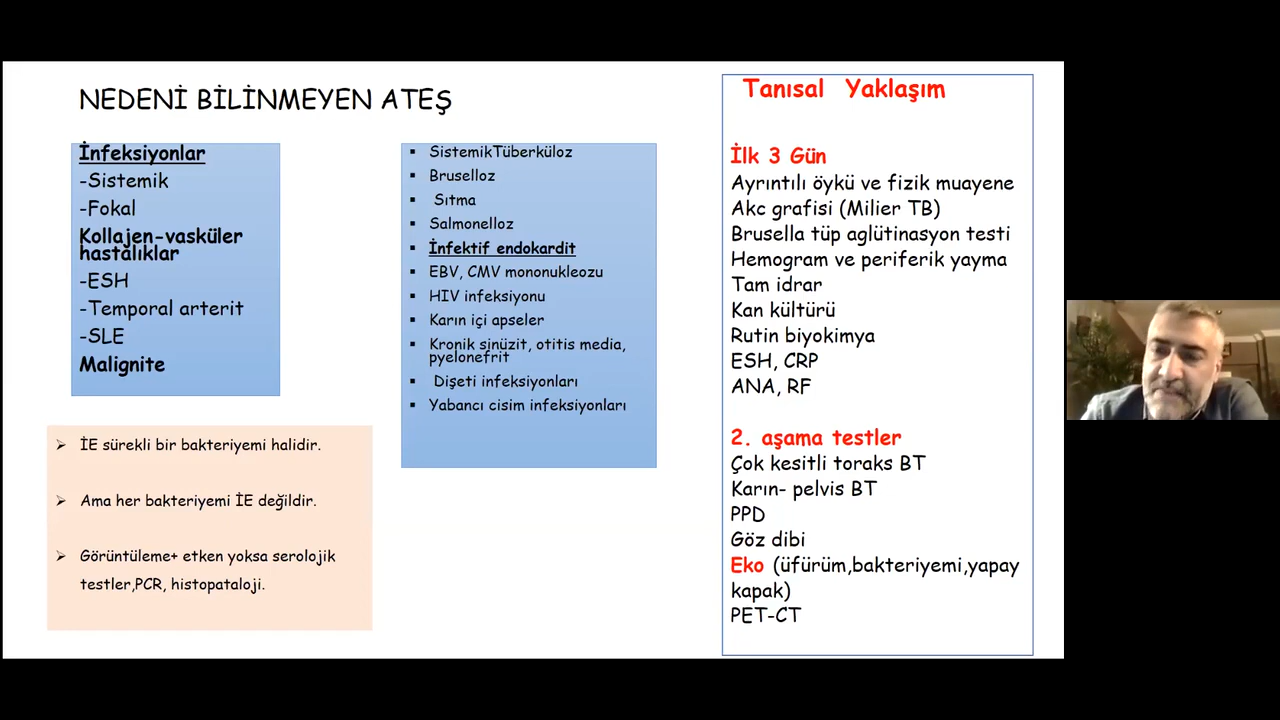 NEDENİ BİLİNMEYEN ATEŞ
İnfeksiyonlar
-Sistemik
-Fokal
Kollajen-vasküler
hastalıklar
-ESH
-Temporal arterit
-SLE
Malignite
▪ SistemikTüberküloz
▪ Bruselloz
▪ Sıtma
▪ Salmonelloz
▪ İnfektif endokardit
▪ EBV, CMV mononukleozu
▪ HIV infeksiyonu
▪ Karın içi apseler
▪ Kronik sinüzit, otitis media,
pyelonefrit
▪ Dişeti infeksiyonları
▪ Yabancı cisim infeksiyonları
➢ İE sürekli bir bakteriyemi halidir.
➢ Ama her bakteriyemi İE değildir.
➢ Görüntüleme+ etken yoksa serolojik
testler,PCR, histopataloji.
Tanısal Yaklaşım
İlk 3 Gün
Ayrıntılı öykü ve fizik muayene
Akc grafisi (Milier TB)
Brusella tüp aglütinasyon testi
Hemogram ve periferik yayma
Tam idrar
Kan kültürü
Rutin biyokimya
ESH, CRP
ANA, RF
2. aşama testler
Çok kesitli toraks BT
Karın- pelvis BT
PPD
Göz dibi
Eko (üfürüm,bakteriyemi,yapay
kapak)
PET-CT